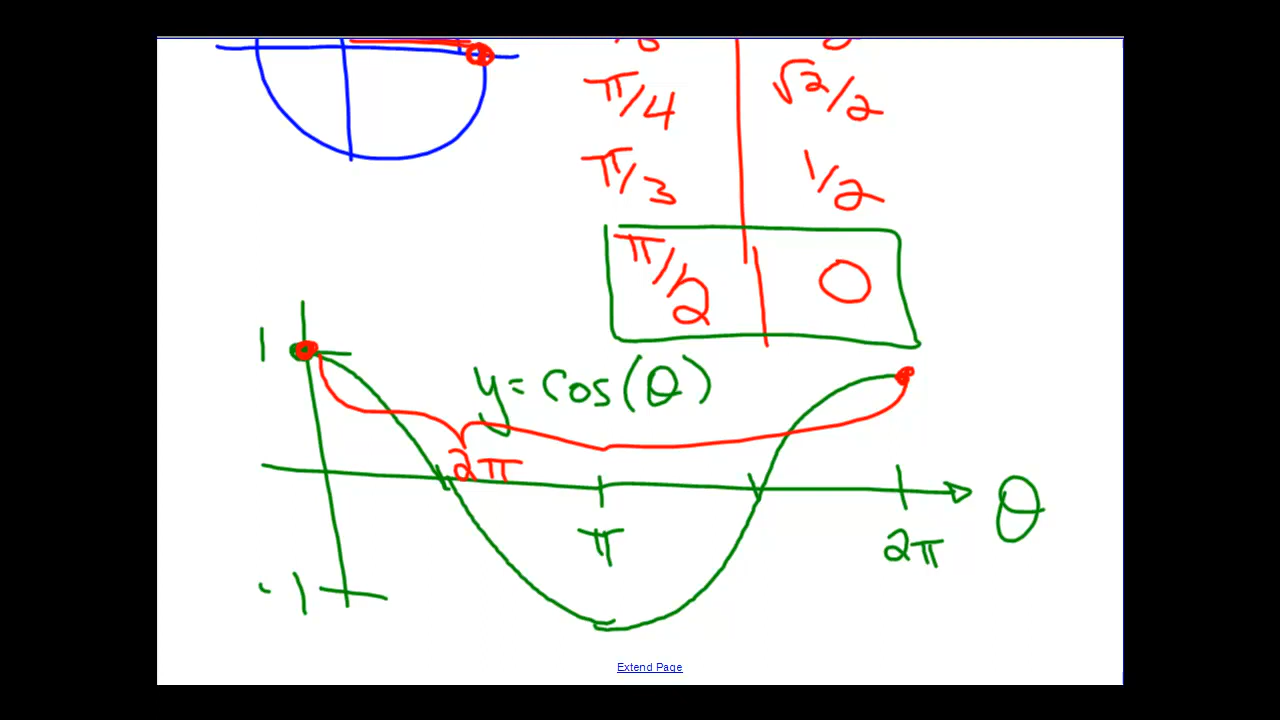 π/4 √2/2
π/3 1/2
π/2 0
1
y = cos(θ)
2π
θ
π
2π
-1
Extend Page